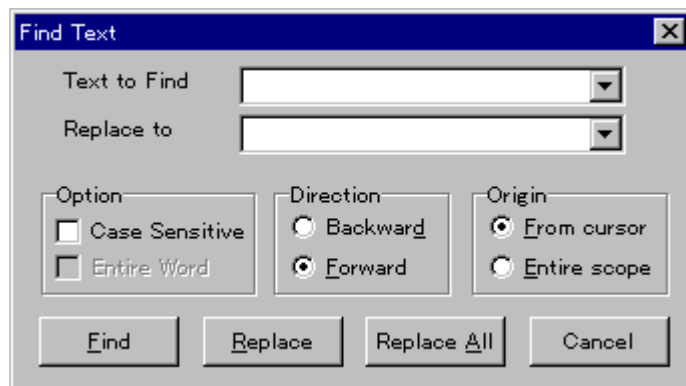 Find Text
Text to Find
Replace to
Option Direction Origin
Case Sensitive Backward From cursor
Entire Word Forward Entire scope
Find Replace Replace All Cancel